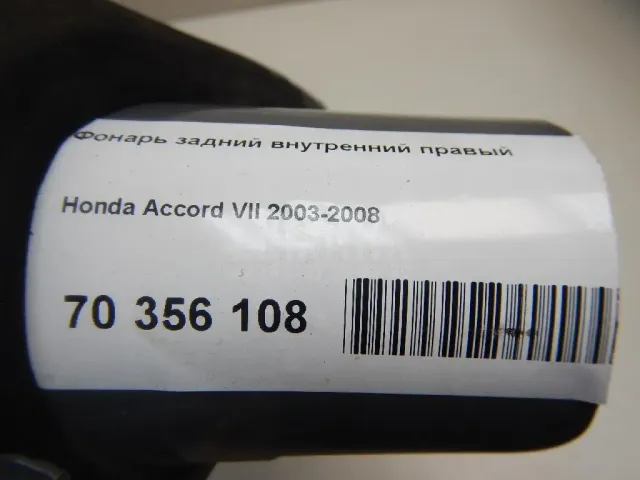 Фонарь задний внутренний правый
Honda Accord VII 2003-2008
70 356 108